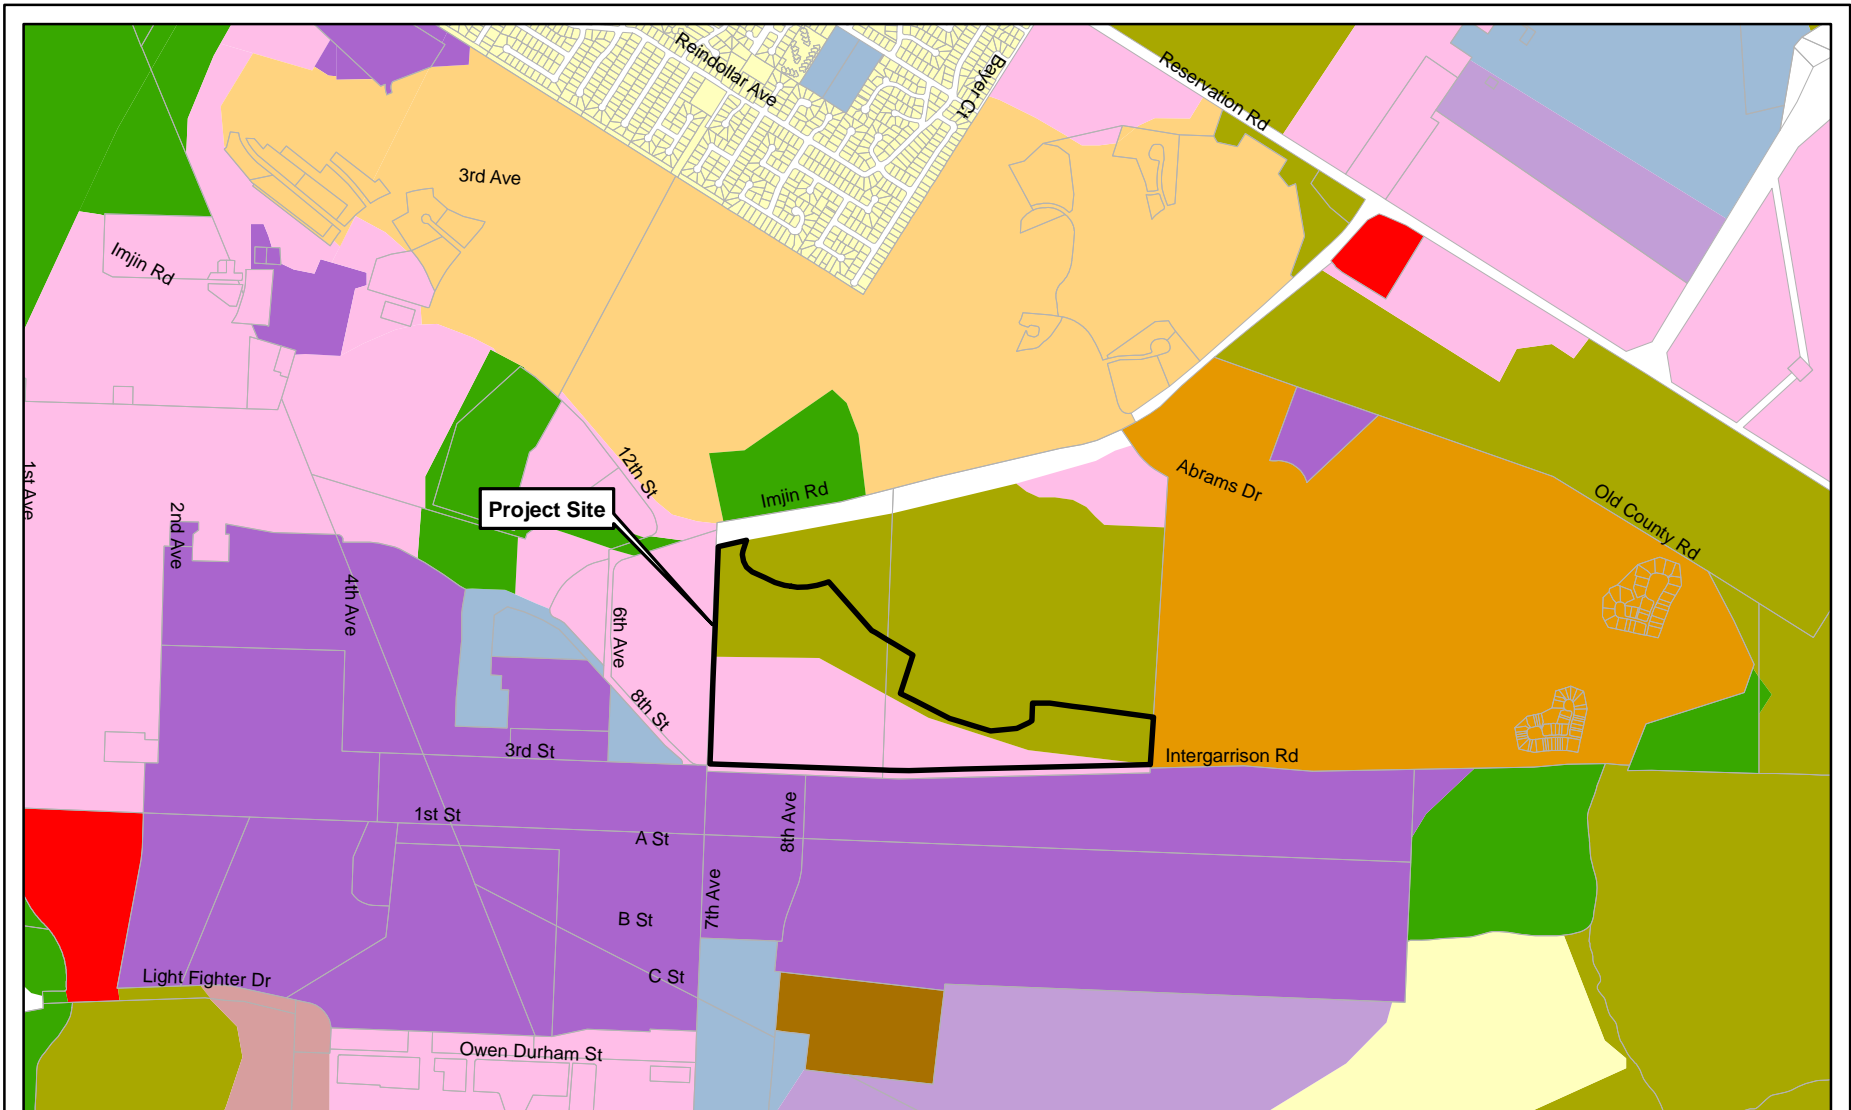 Reindollar Ave
Bayer Ct
Reservation Rd
3rd Ave
Imjin Rd
12th St
Imjin Rd
Abrams Dr
Old County Rd
1st Ave
2nd Ave
Project Site
4th Ave
6th Ave
8th St
3rd St
Intergarrison Rd
1st St
A St
8th Ave
7th Ave
B St
C St
Light Fighter Dr
Owen Durham St